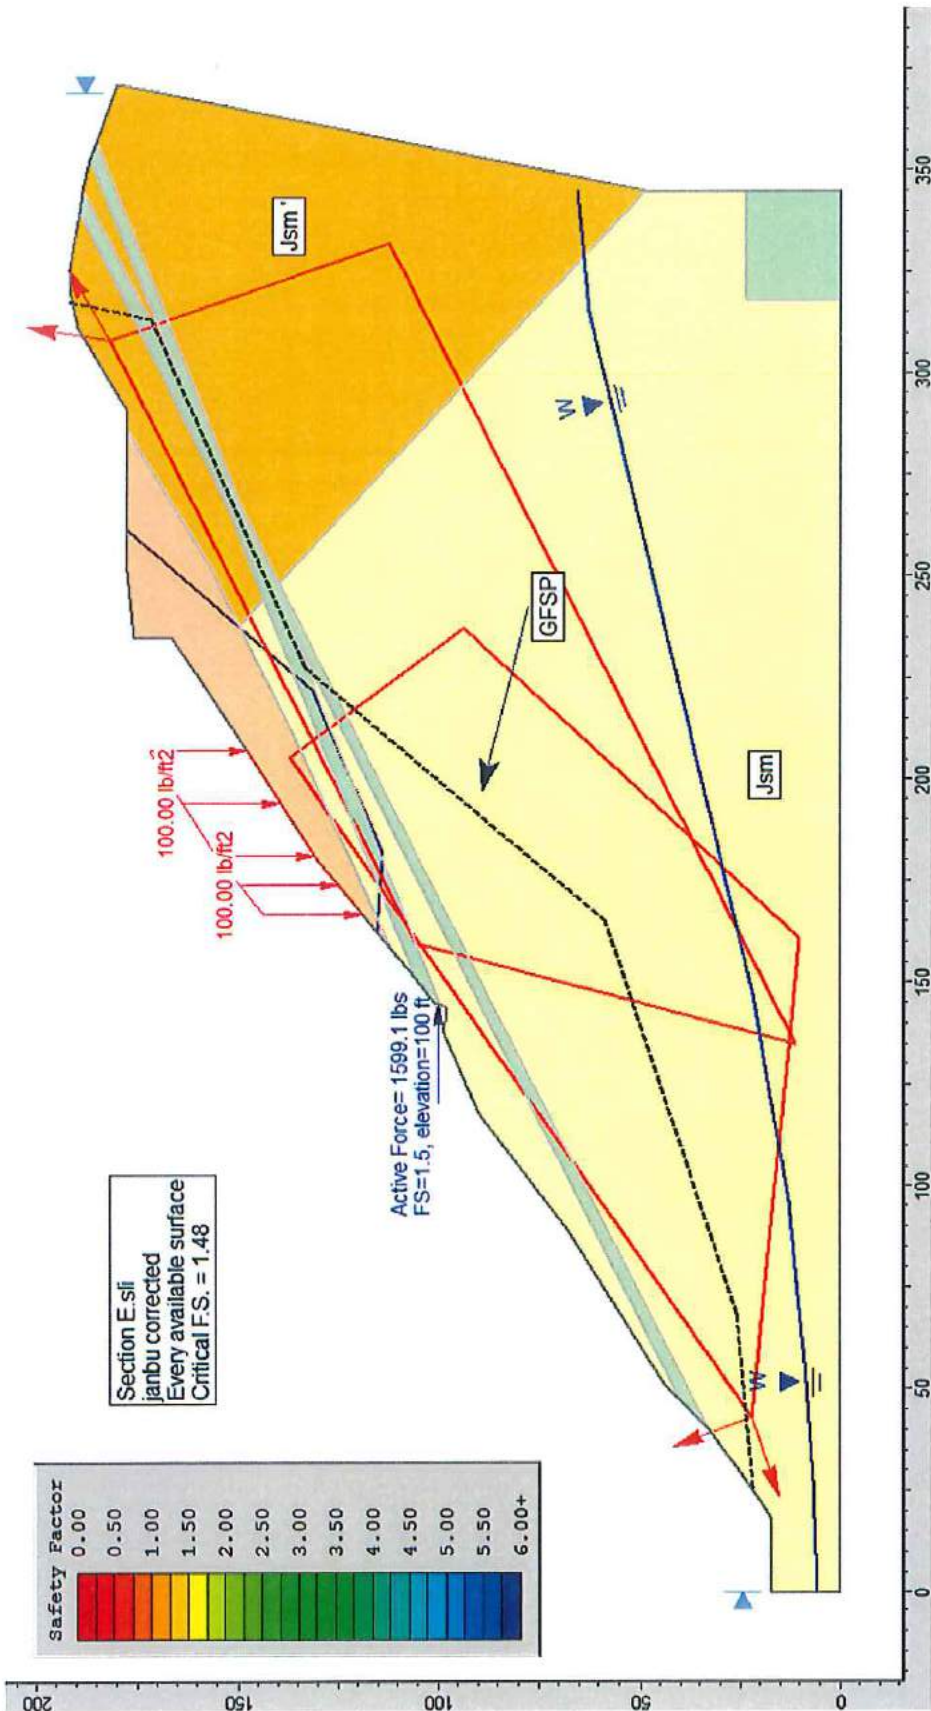 Safety Factor
0.00
0.50
1.00
1.50
2.00
2.50
3.00
3.50
4.00
4.50
5.00
5.50
6.00+
Section E.sli
janbu corrected
Every available surface
Critical F.S. = 1.48
100.00 lb/ft2
100.00 lb/ft2
Active Force= 1599.1 lbs
FS=1.5, elevation=100 ft
Jsm'
GFSP
Jsm
W
W
200
150
100
50
0
0
50
100
150
200
250
300
350